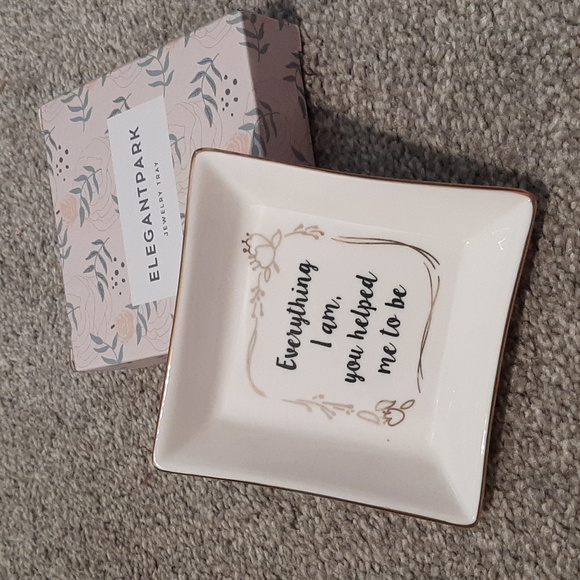 ELEGANTPARK
JEWELRY TRAY
Everything
I am,
you helped
me to be